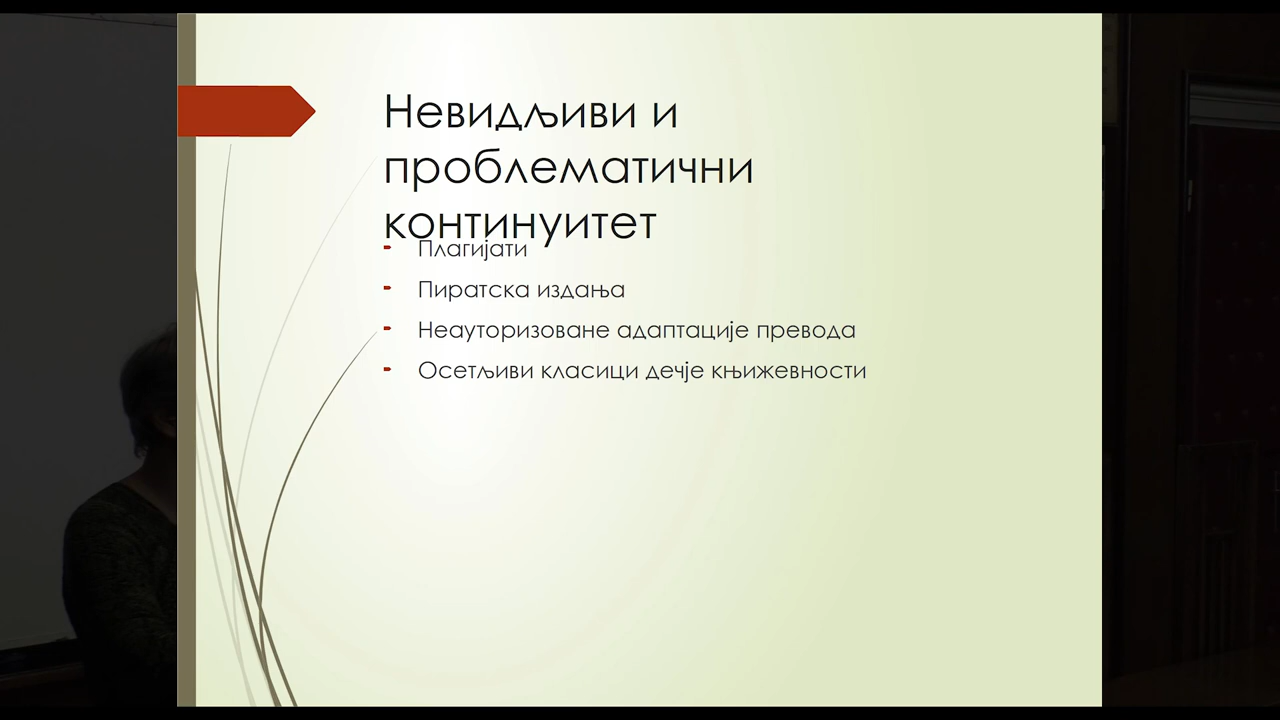 Невидљиви и
проблематични
континуитет
Плагијати
Пиратска издања
Неауторизоване адаптације превода
Осетљиви класици дечје књижевности